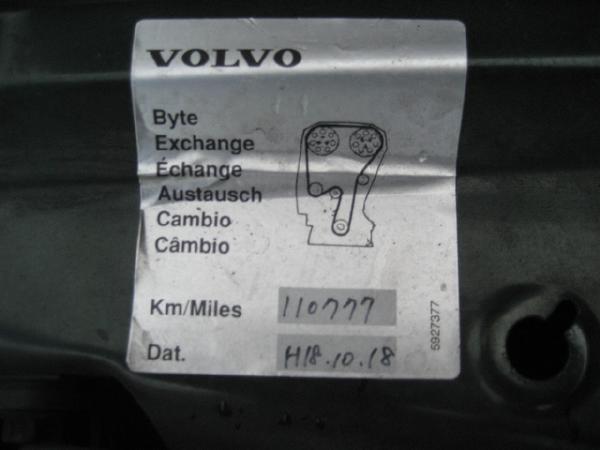 VOLVO
Byte
Exchange
Échange
Austausch
Cambio
Câmbio
Km/Miles 110777
Dat. H18.10.18
5927377